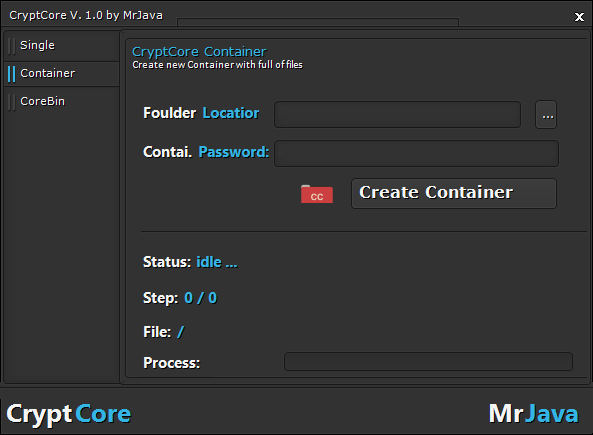 CryptCore V. 1.0 by MrJava x
Single
Container
CoreBin
CryptCore Container
Create new Container with full of files
Foulder Locatior
...
Contai. Password:
cc
Create Container
Status: idle ...
Step: 0 / 0
File: /
Process:
CryptCore
MrJava